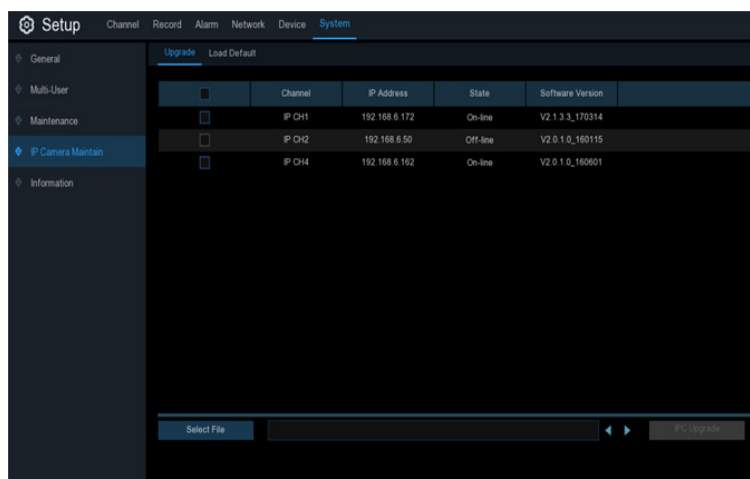 Setup Channel Record Alarm Network Device System
General
Multi-User
Maintenance
IP Camera Maintain
Information
Upgrade Load Default
Channel IP Address State Software Version
IP CH1 192.168.6.172 On-line V2.1.3.3_170314
IP CH2 192.168.6.50 Off-line V2.0.1.0_160115
IP CH4 192.168.6.162 On-line V2.0.1.0_160601
Select File IPC Upgrade